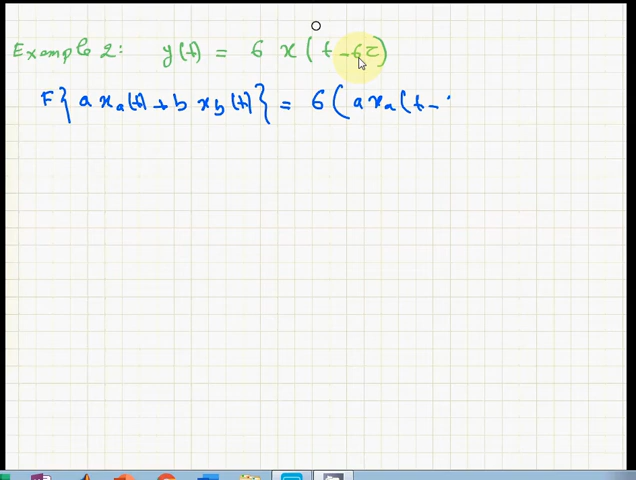 Example 2: y(t) = 6 x(t-6τ)
F{a xa(t) + b xb(t)} = 6(a xa(t-